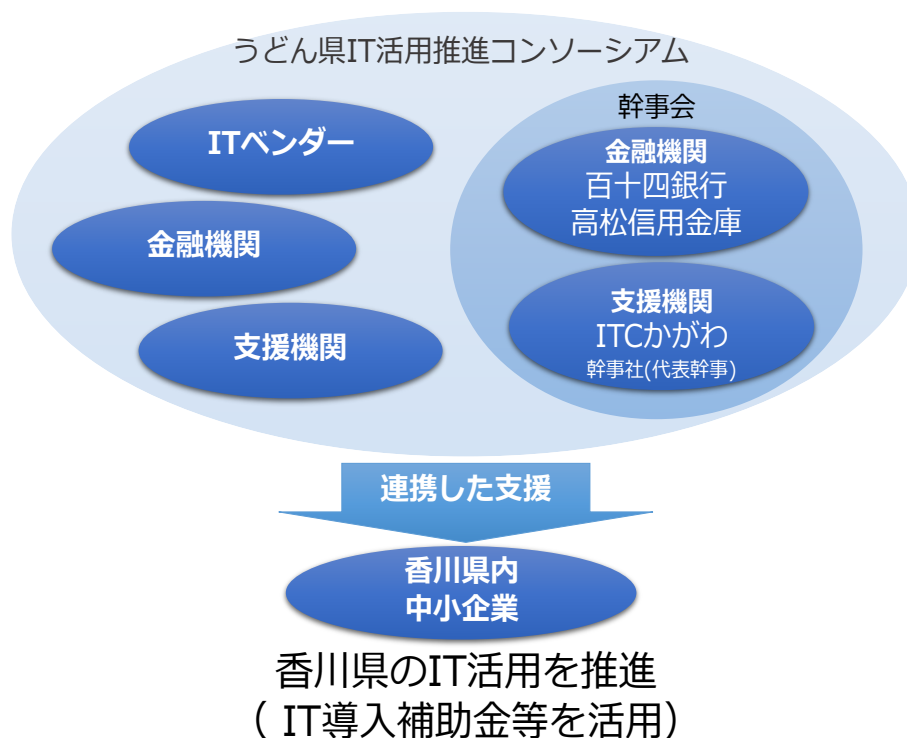 うどん県IT活用推進コンソーシアム
ITベンダー
金融機関
支援機関
幹事会
金融機関
百十四銀行
高松信用金庫
支援機関
ITCかがわ
幹事社(代表幹事)
連携した支援
香川県内
中小企業
香川県のIT活用を推進
( IT導入補助金等を活用)